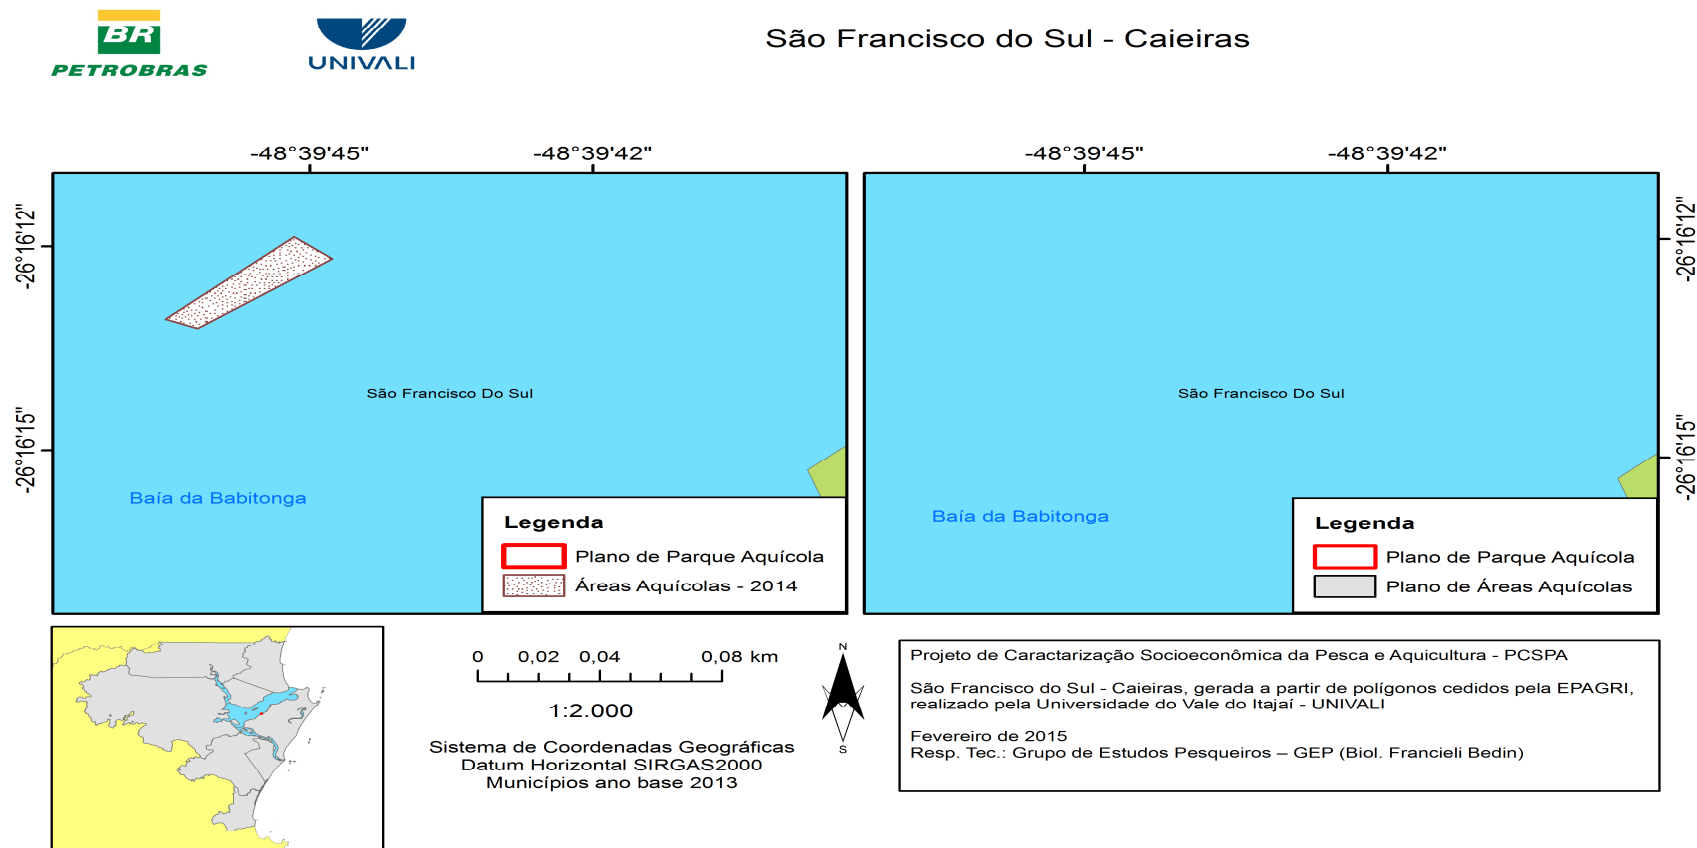 BR
PETROBRAS
UNIVALI
São Francisco do Sul - Caieiras
-48°39'45"
-48°39'42"
-26°16'12"
-26°16'15"
São Francisco Do Sul
Baía da Babitonga
Legenda
Plano de Parque Aquícola
Áreas Aquícolas - 2014
-48°39'45"
-48°39'42"
-26°16'12"
-26°16'15"
São Francisco Do Sul
Baía da Babitonga
Legenda
Plano de Parque Aquícola
Plano de Áreas Aquícolas
0 0,02 0,04 0,08 km
1:2.000
Sistema de Coordenadas Geográficas
Datum Horizontal SIRGAS2000
Municípios ano base 2013
N
S
Projeto de Caractarização Socioeconômica da Pesca e Aquicultura - PCSPA
São Francisco do Sul - Caieiras, gerada a partir de polígonos cedidos pela EPAGRI,
realizado pela Universidade do Vale do Itajaí - UNIVALI
Fevereiro de 2015
Resp. Tec.: Grupo de Estudos Pesqueiros – GEP (Biol. Francieli Bedin)